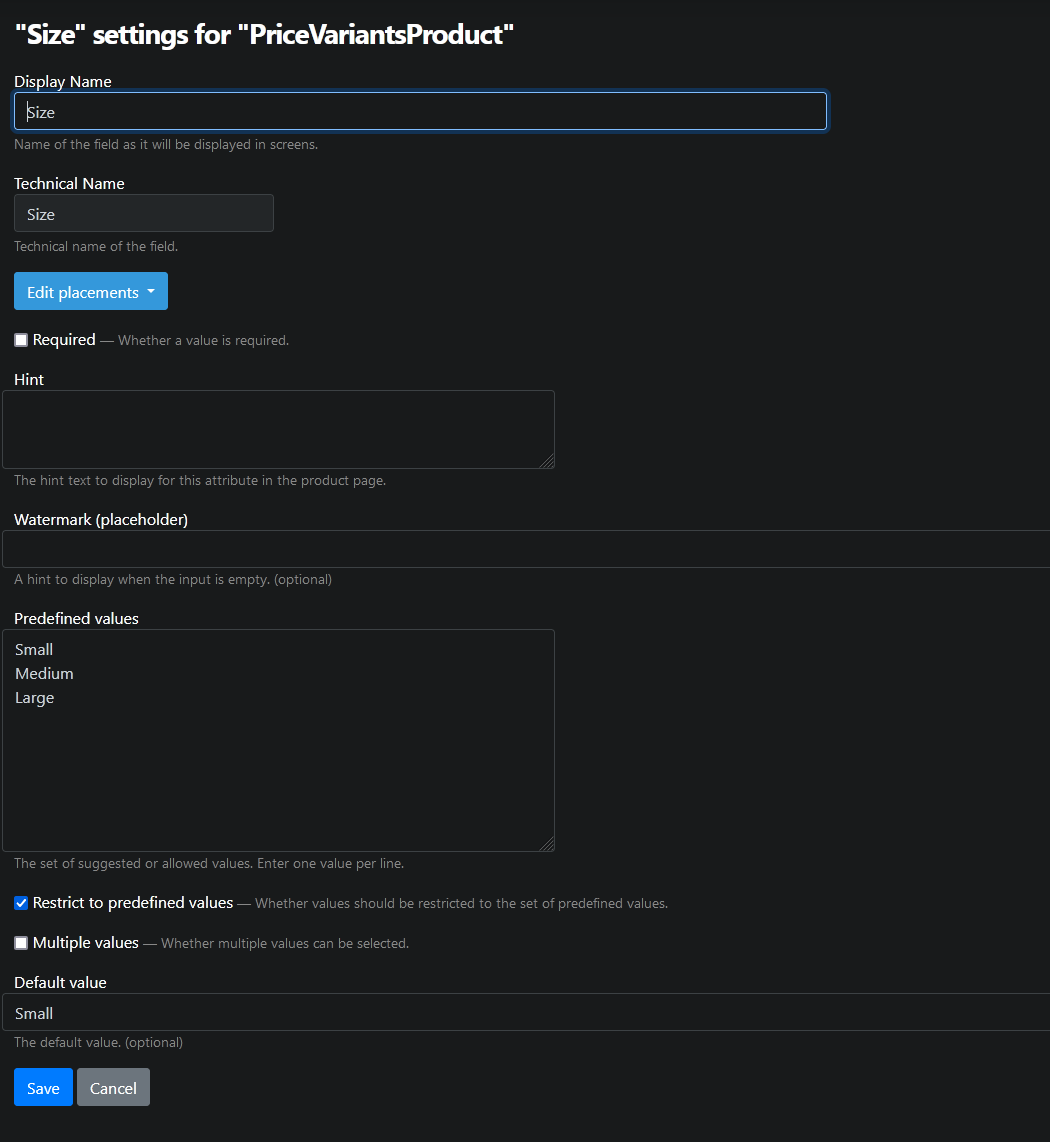 "Size" settings for "PriceVariantsProduct"
Display Name
Size
Name of the field as it will be displayed in screens.
Technical Name
Size
Technical name of the field.
Edit placements
Required — Whether a value is required.
Hint
The hint text to display for this attribute in the product page.
Watermark (placeholder)
A hint to display when the input is empty. (optional)
Predefined values
Small
Medium
Large
The set of suggested or allowed values. Enter one value per line.
Restrict to predefined values — Whether values should be restricted to the set of predefined values.
Multiple values — Whether multiple values can be selected.
Default value
Small
The default value. (optional)
Save Cancel